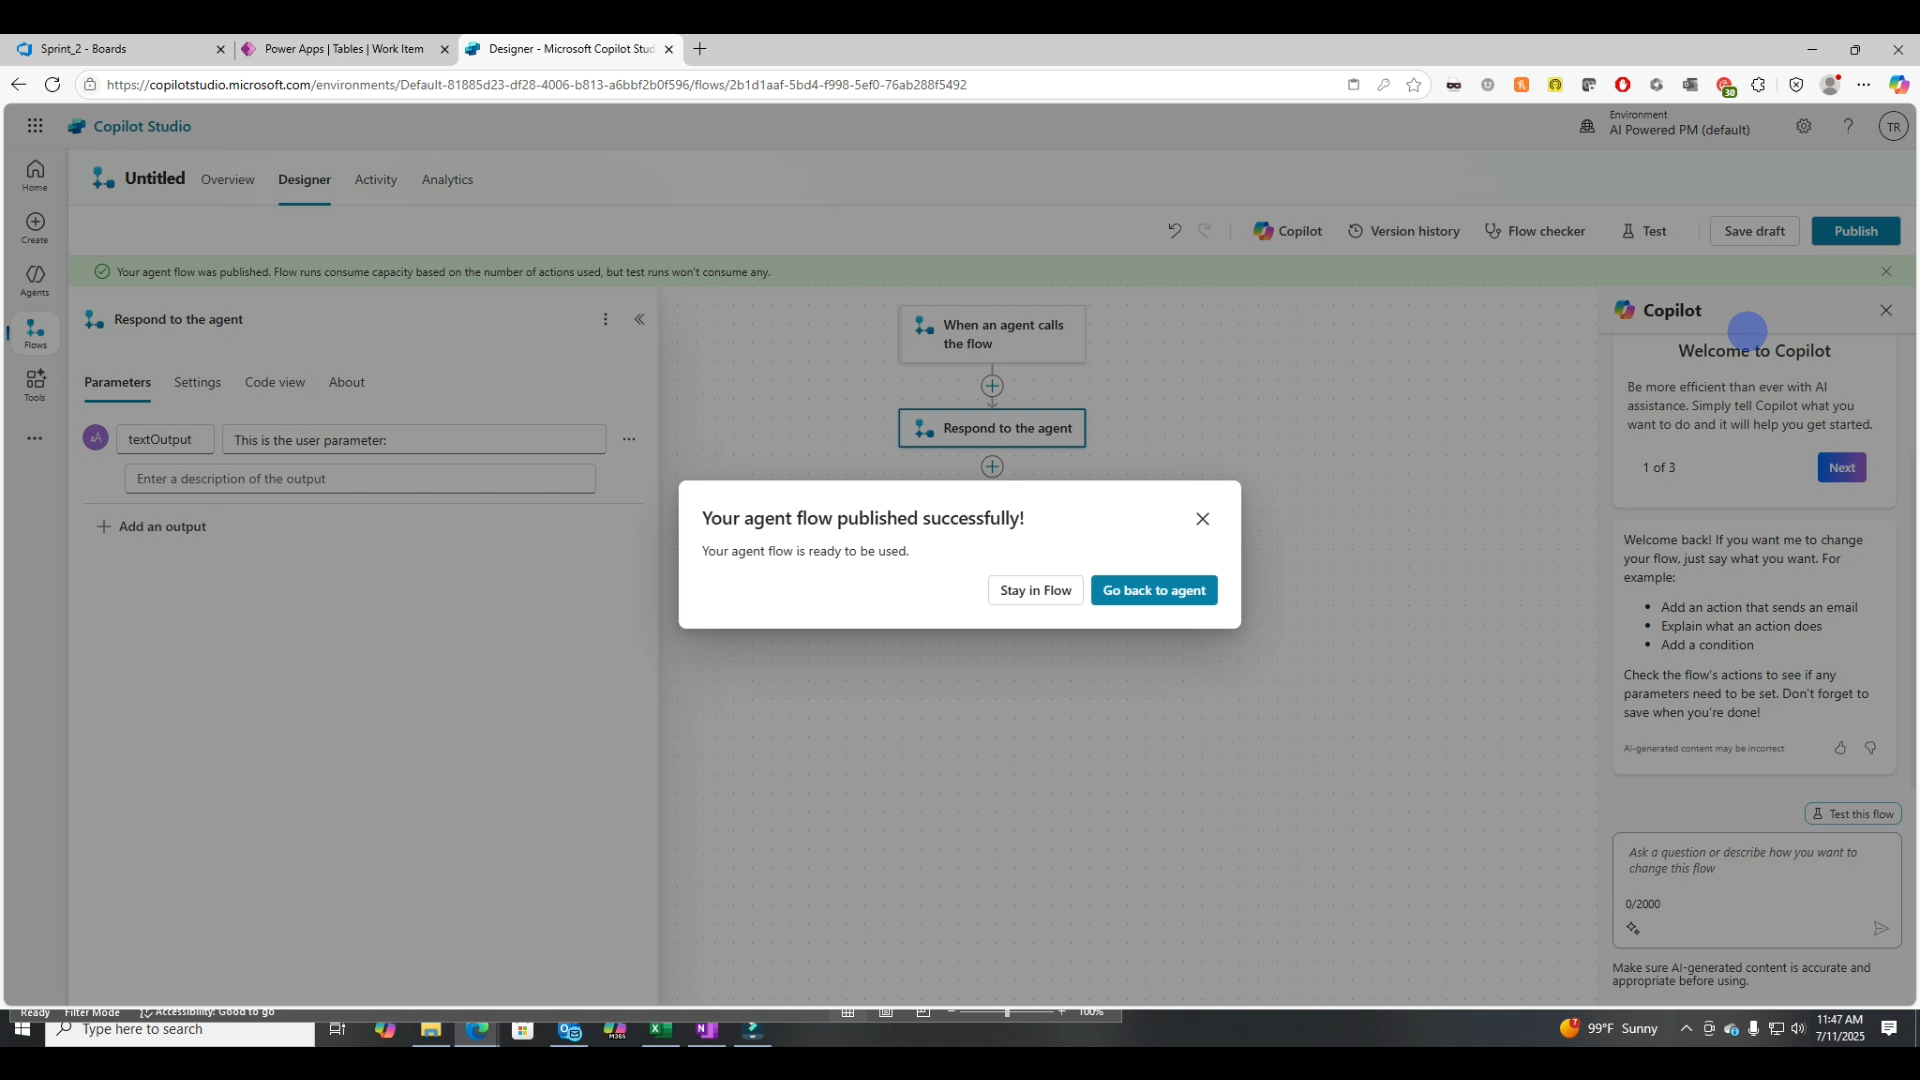 Sprint_2 - Boards
Power Apps | Tables | Work Item
Designer - Microsoft Copilot Stud
https://copilotstudio.microsoft.com/environments/Default-81885d23-df28-4006-b813-a6bbf2b0f596/flows/2b1d1aaf-5bd4-f998-5ef0-76ab288f5492
30
Copilot Studio
Environment
AI Powered PM (default)
TR
Home
Create
Agents
Flows
Tools
Untitled
Overview
Designer
Activity
Analytics
Copilot
Version history
Flow checker
Test
Save draft
Publish
Your agent flow was published. Flow runs consume capacity based on the number of actions used, but test runs won't consume any.
Respond to the agent
Parameters
Settings
Code view
About
textOutput
This is the user parameter:
Enter a description of the output
Add an output
When an agent calls
the flow
Respond to the agent
Your agent flow published successfully!
Your agent flow is ready to be used.
Stay in Flow
Go back to agent
Copilot
Welcome to Copilot
Be more efficient than ever with AI
assistance. Simply tell Copilot what you
want to do and it will help you get started.
1 of 3
Next
Welcome back! If you want me to change
your flow, just say what you want. For
example:
• Add an action that sends an email
• Explain what an action does
• Add a condition
Check the flow's actions to see if any
parameters need to be set. Don't forget to
save when you're done!
AI-generated content may be incorrect
Test this flow
Ask a question or describe how you want to
change this flow
0/2000
Make sure AI-generated content is accurate and
appropriate before using.
Ready
Filter Mode
Accessibility: Good to go
100%
Type here to search
M365
99°F Sunny
11:47 AM
7/11/2025